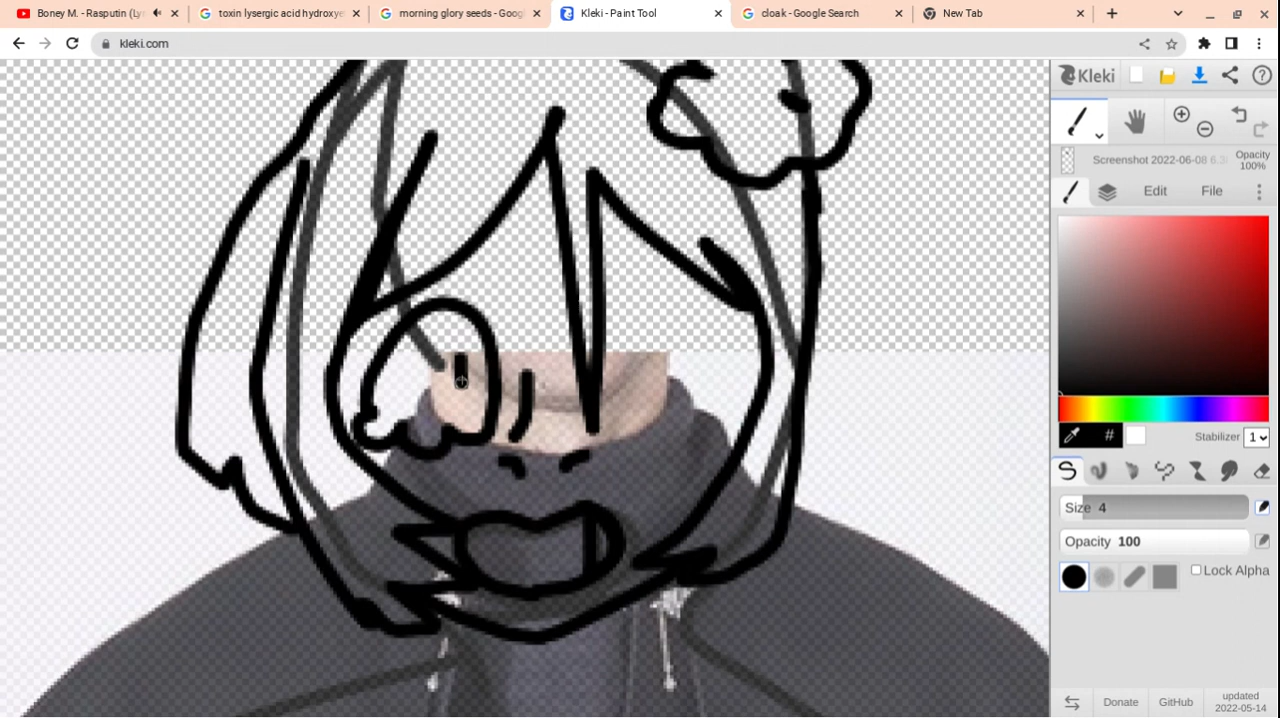 Boney M. - Rasputin (Ly
toxin lysergic acid hydroxye
morning glory seeds - Goog
Kleki - Paint Tool
cloak - Google Search
New Tab
kleki.com
Kleki
Screenshot 2022-06-08 6.3
Opacity
100%
Edit
File
#
Stabilizer 1
Size 4
Opacity 100
Lock Alpha
Donate
GitHub
updated
2022-05-14